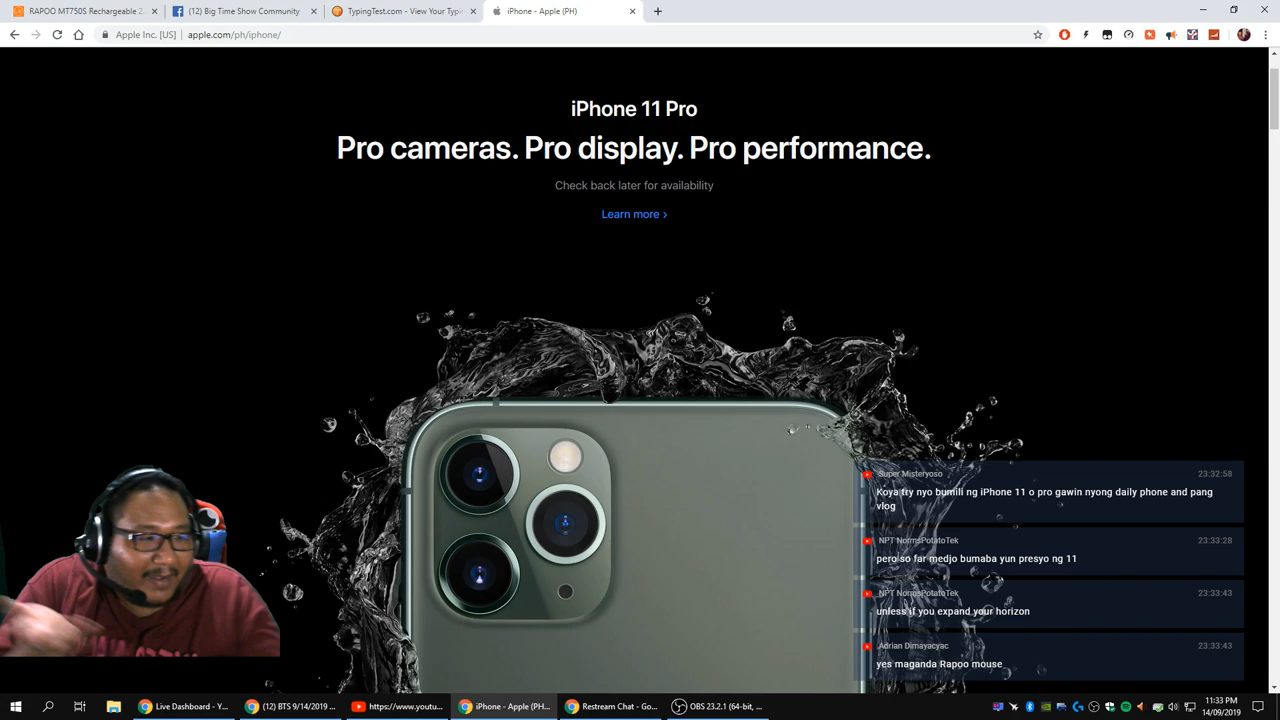 RAPOO MT750S Rechargeable 2.
(12) Big Time Show Community
TypingTest.com - View Your Type
iPhone - Apple (PH)
Apple Inc. [US] | apple.com/ph/iphone/
iPhone 11 Pro
Pro cameras. Pro display. Pro performance.
Check back later for availability
Learn more ›
Super Misteryoso 23:32:58
Koya try nyo bumili ng iPhone 11 o pro gawin nyong daily phone and pang
vlog
NPT NormsPotatoTek 23:33:28
pero so far medjo bumaba yun presyo ng 11
NPT NormsPotatoTek 23:33:43
unless if you expand your horizon
Adrian Dimayacyac 23:33:43
yes maganda Rapoo mouse
Live Dashboard - Y...
(12) BTS 9/14/2019 ...
https://www.youtu...
iPhone - Apple (PH...
Restream Chat - Go...
OBS 23.2.1 (64-bit, ...
11:33 PM
14/09/2019